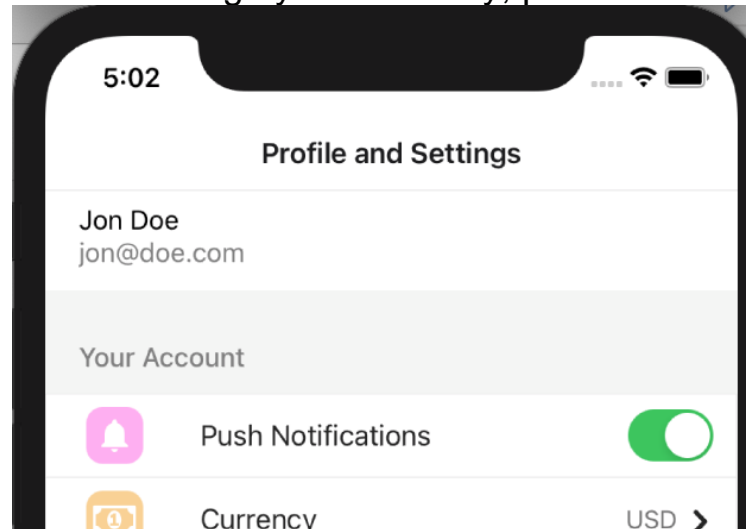 5:02
Profile and Settings
Jon Doe
jon@doe.com
Your Account
Push Notifications
Currency USD